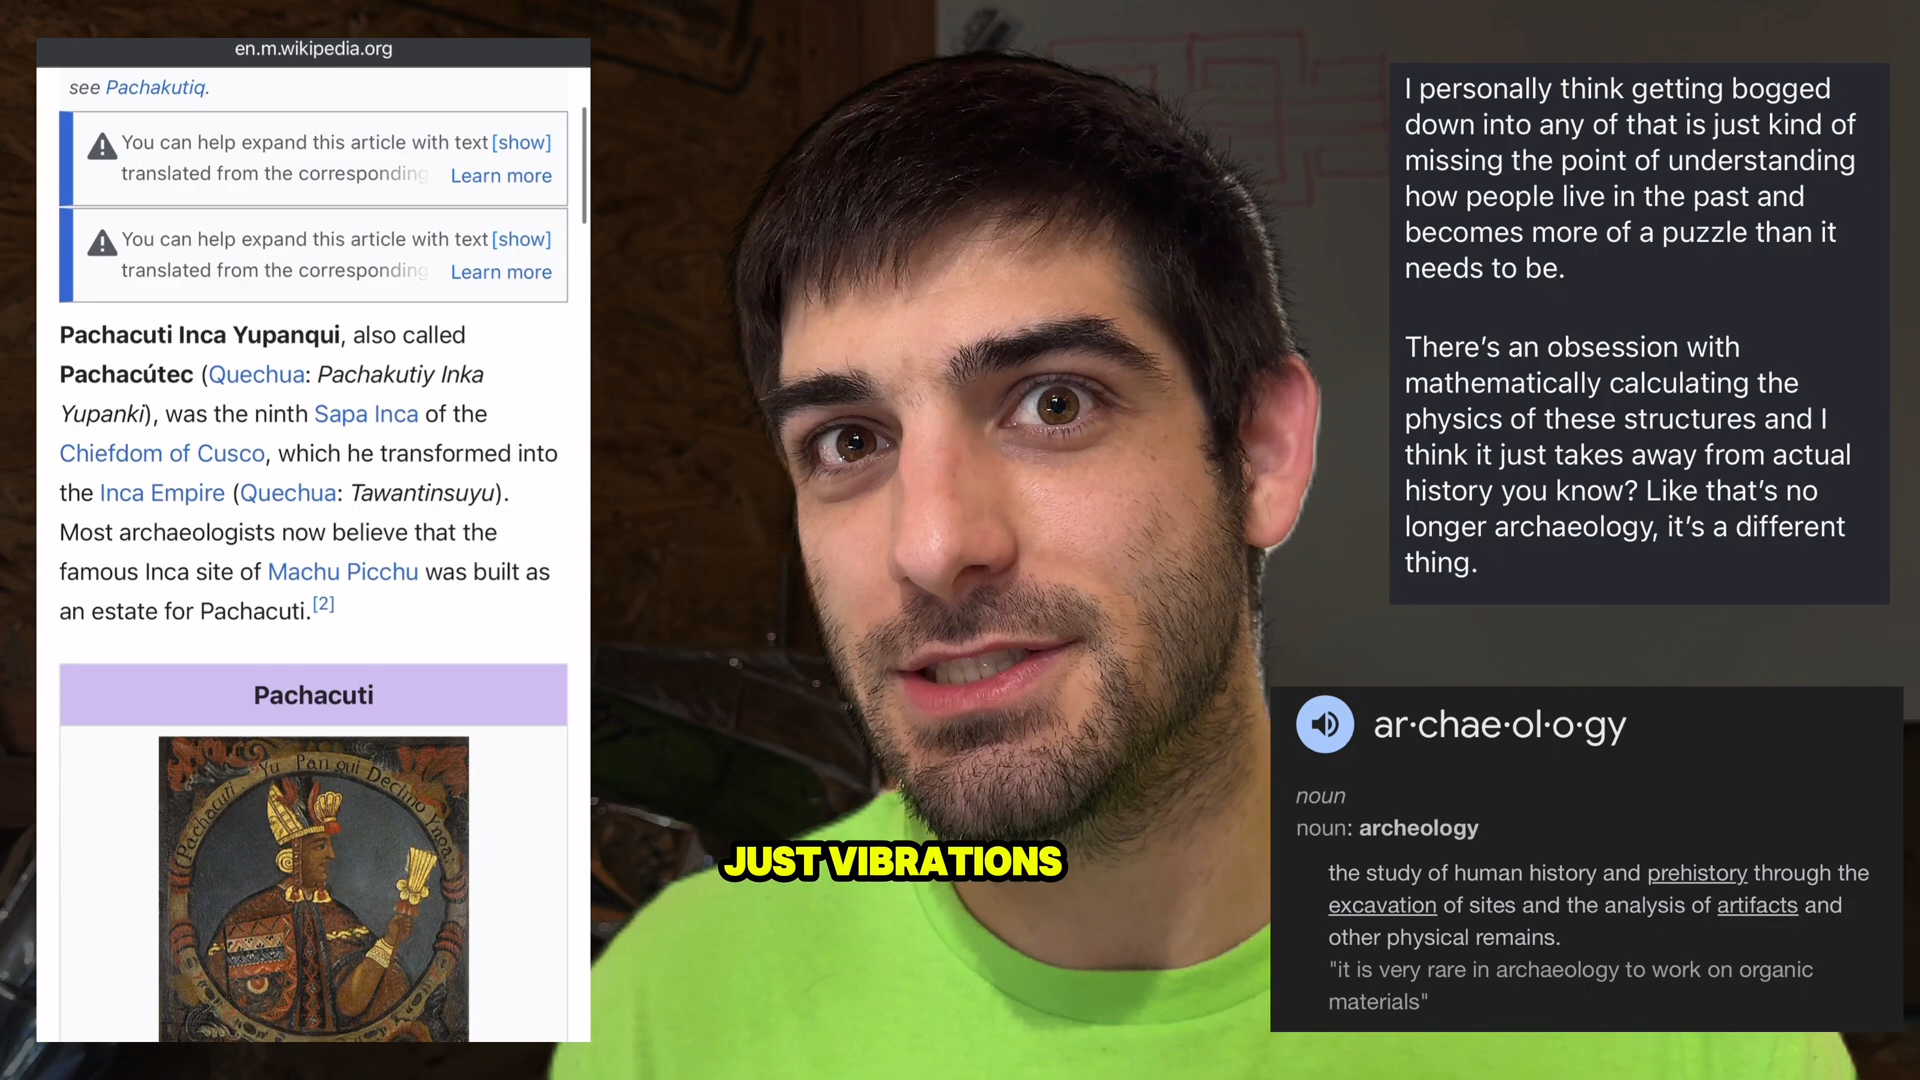 en.m.wikipedia.org
see Pachakutiq.
You can help expand this article with text [show]
translated from the corresponding Learn more
You can help expand this article with text [show]
translated from the corresponding Learn more
Pachacuti Inca Yupanqui, also called
Pachacútec (Quechua: Pachakutiy Inka
Yupanki), was the ninth Sapa Inca of the
Chiefdom of Cusco, which he transformed into
the Inca Empire (Quechua: Tawantinsuyu).
Most archaeologists now believe that the
famous Inca site of Machu Picchu was built as
an estate for Pachacuti.[2]
Pachacuti
Pachacuti Yu Pan qui Decimo Ynga.
JUST VIBRATIONS
I personally think getting bogged
down into any of that is just kind of
missing the point of understanding
how people live in the past and
becomes more of a puzzle than it
needs to be.
There's an obsession with
mathematically calculating the
physics of these structures and I
think it just takes away from actual
history you know? Like that's no
longer archaeology, it's a different
thing.
ar·chae·ol·o·gy
noun
noun: archeology
the study of human history and prehistory through the
excavation of sites and the analysis of artifacts and
other physical remains.
"it is very rare in archaeology to work on organic
materials"